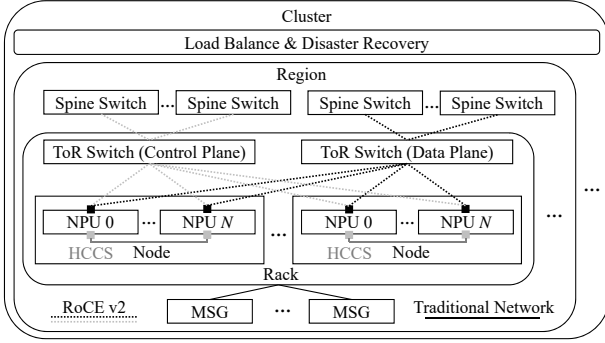 Cluster
Load Balance & Disaster Recovery
Region
Spine Switch ... Spine Switch Spine Switch ... Spine Switch
ToR Switch (Control Plane) ToR Switch (Data Plane)
...
NPU 0 ... NPU N NPU 0 ... NPU N ...
HCCS Node ... HCCS Node
Rack
RoCE v2 MSG ... MSG Traditional Network